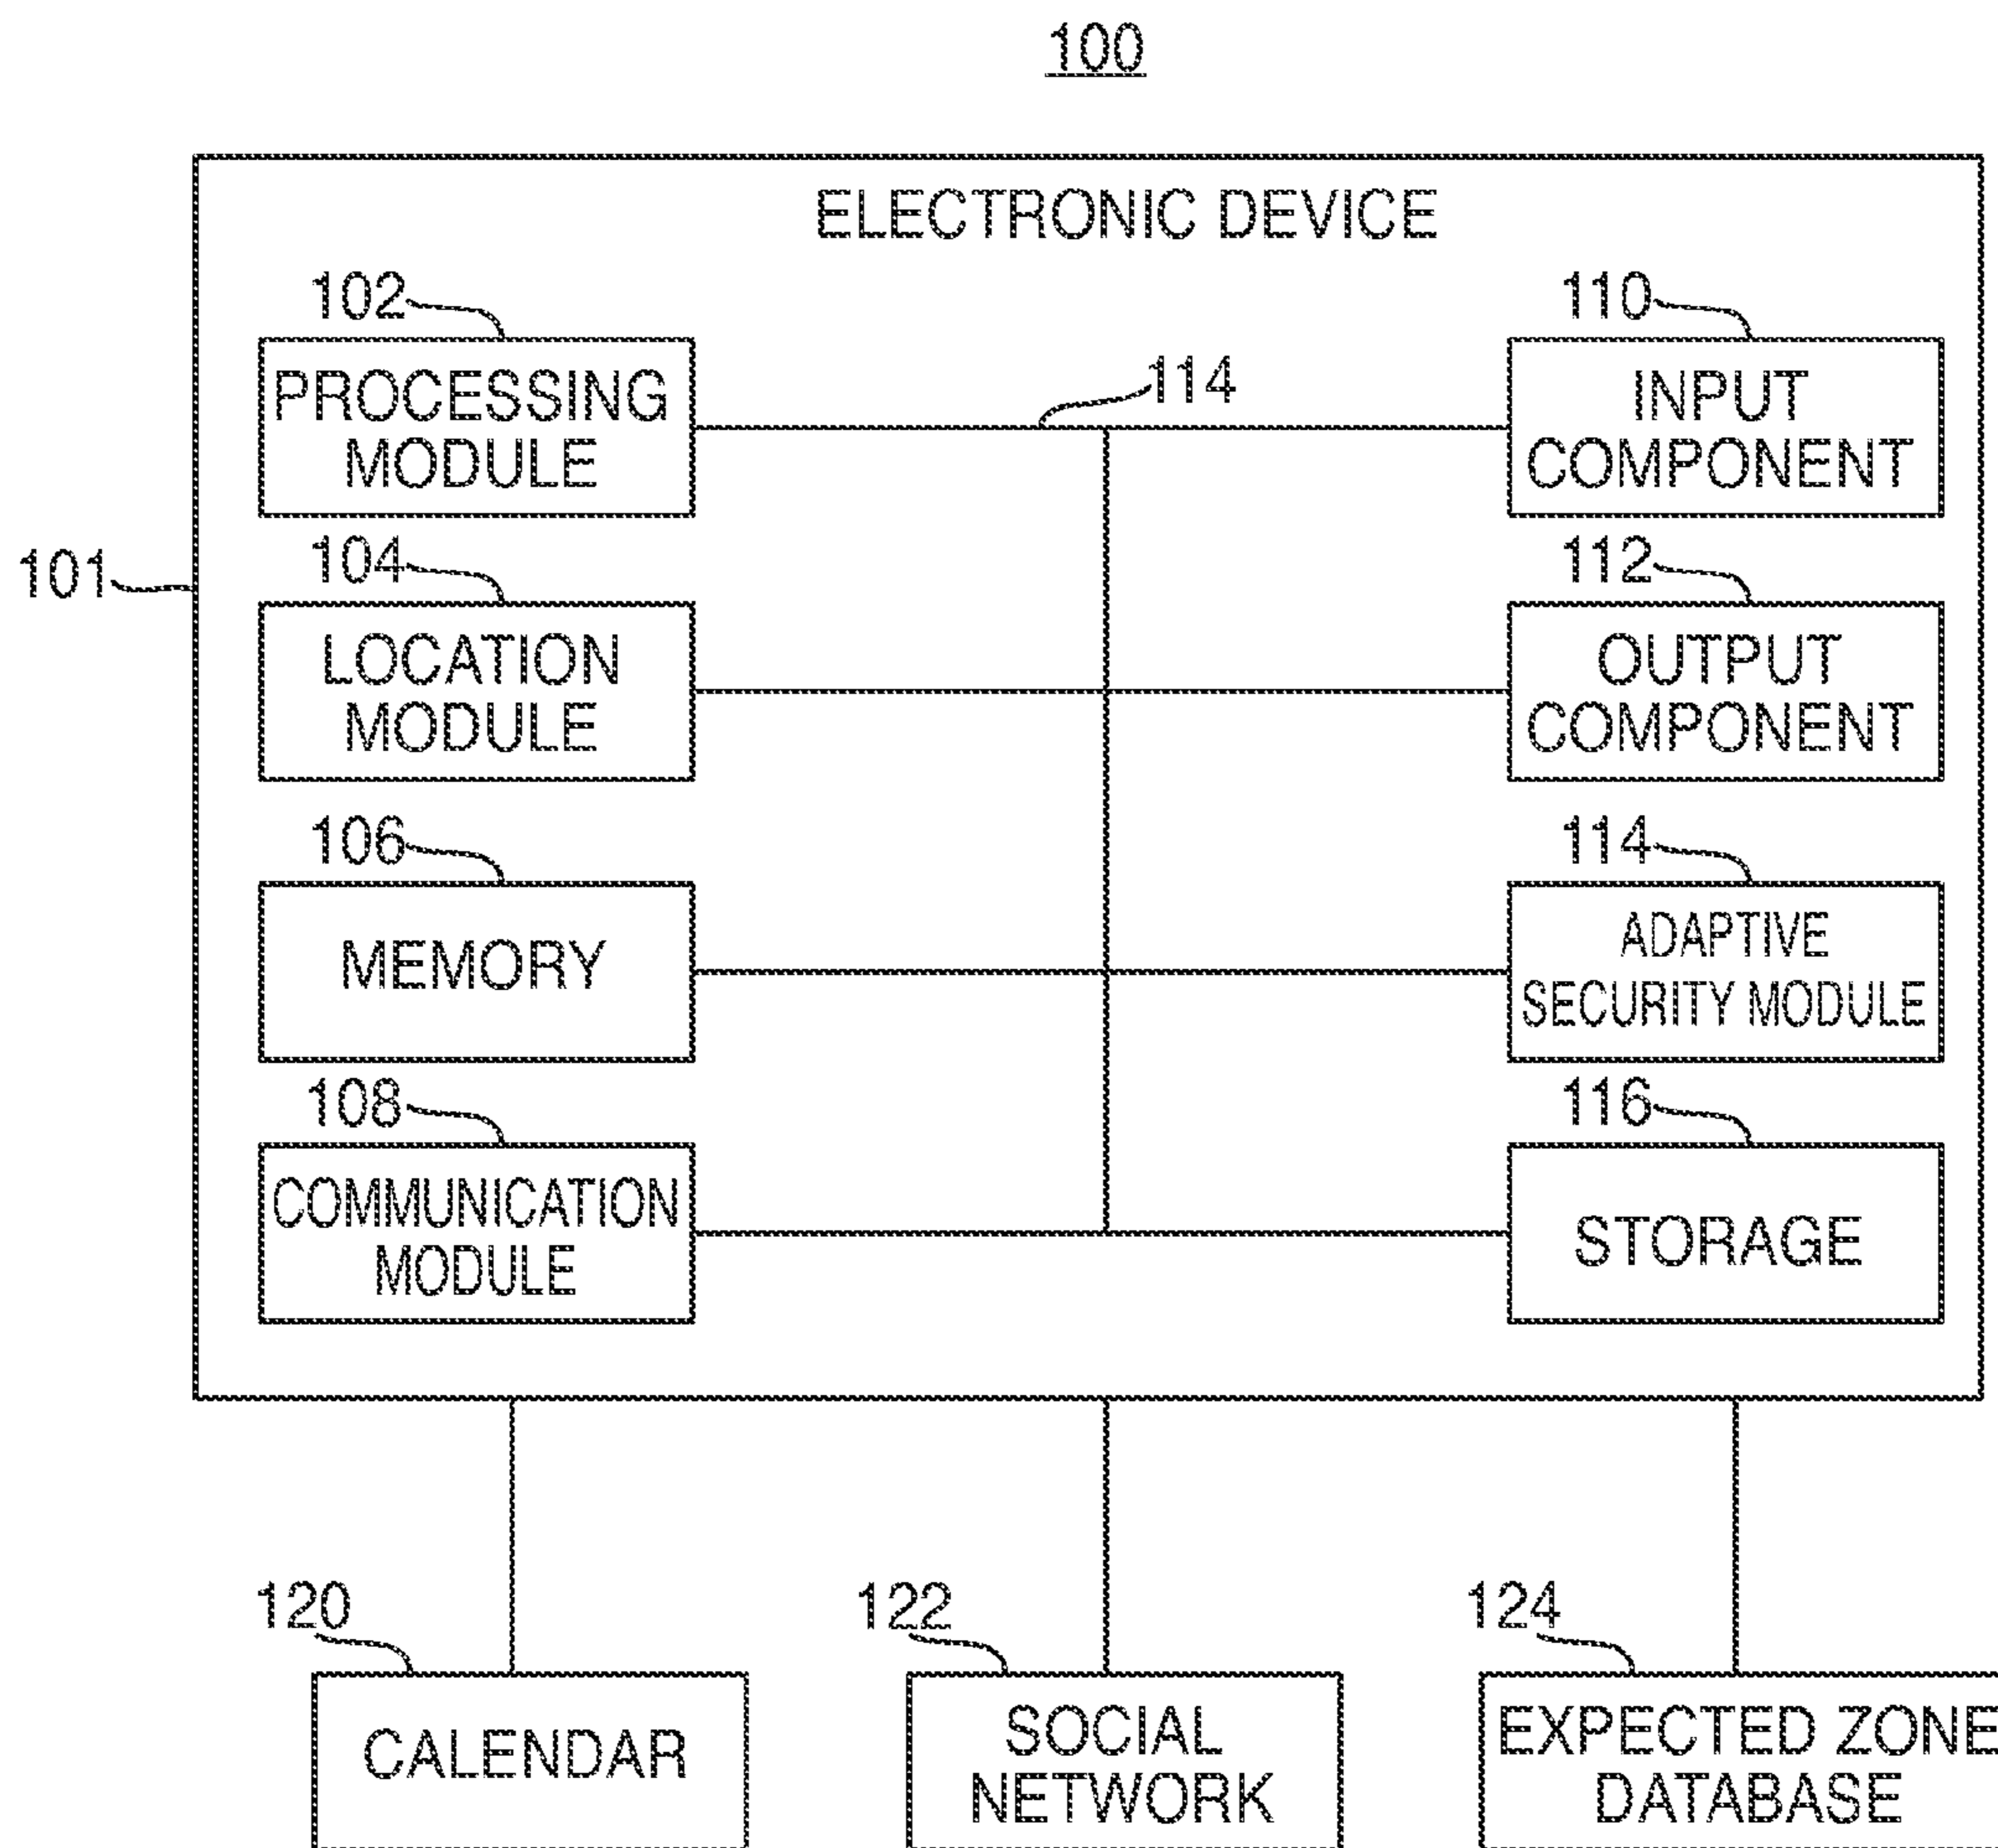 100
ELECTRONIC DEVICE
102
110
PROCESSING
MODULE
114
INPUT
COMPONENT
101
104
112
LOCATION
MODULE
OUTPUT
COMPONENT
106
114
MEMORY
ADAPTIVE
SECURITY MODULE
108
116
COMMUNICATION
MODULE
STORAGE
120
122
124
CALENDAR
SOCIAL
NETWORK
EXPECTED ZONE
DATABASE